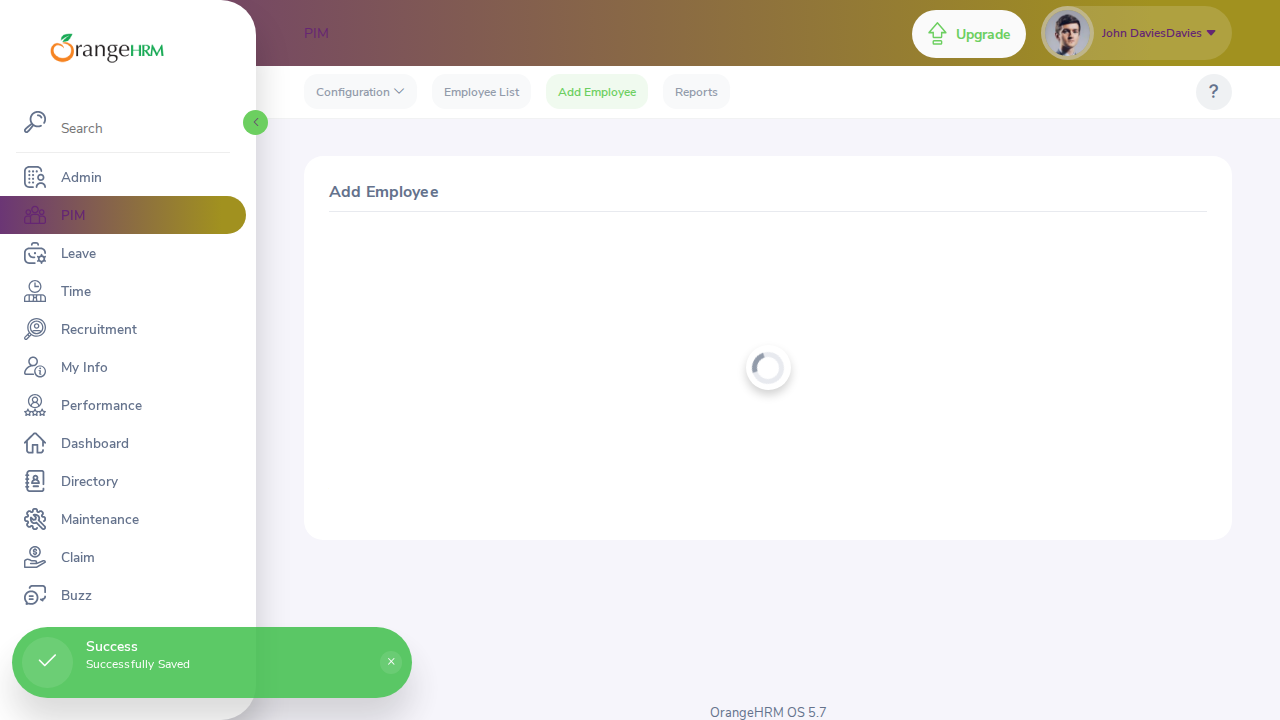 OrangeHRM
PIM
Upgrade
John DaviesDavies
Configuration
Employee List
Add Employee
Reports
?
Search
Admin
PIM
Leave
Time
Recruitment
My Info
Performance
Dashboard
Directory
Maintenance
Claim
Buzz
Add Employee
Success
Successfully Saved
×
OrangeHRM OS 5.7